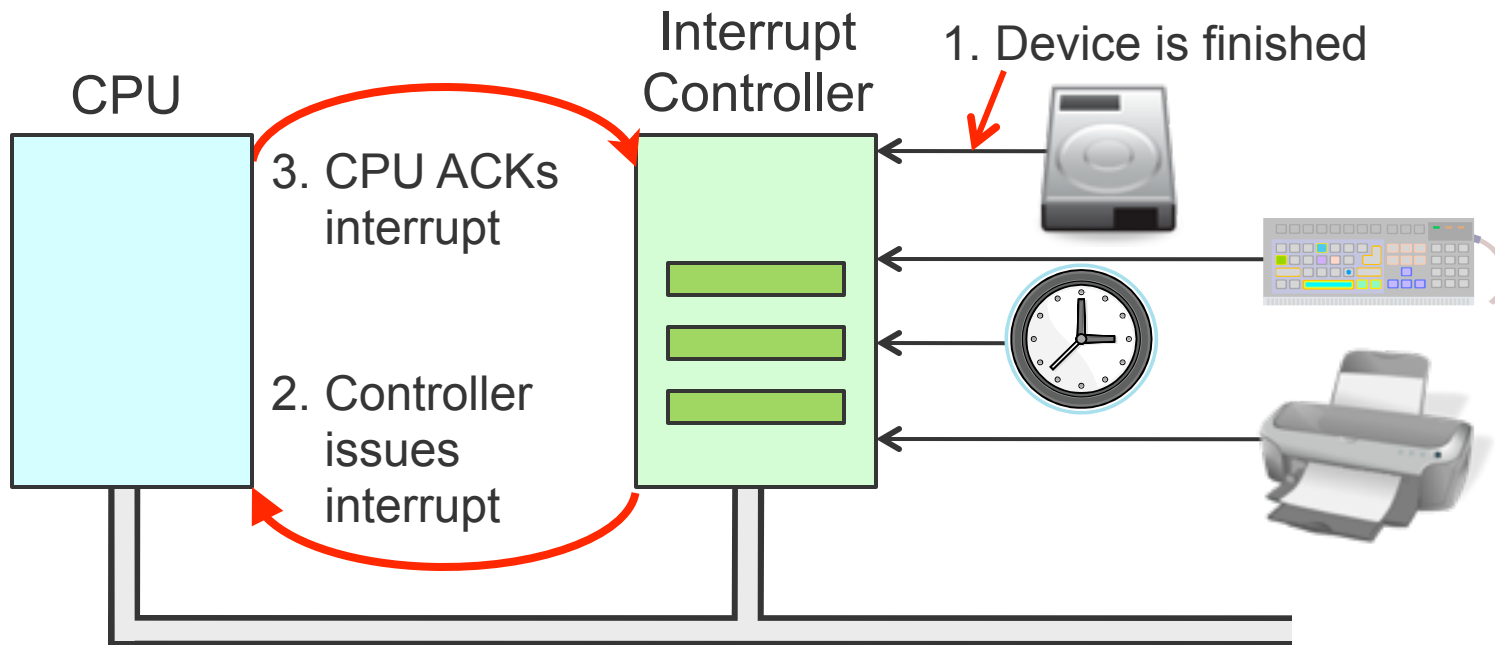 CPU
Interrupt
Controller
1. Device is finished
3. CPU ACKs
interrupt
2. Controller
issues
interrupt